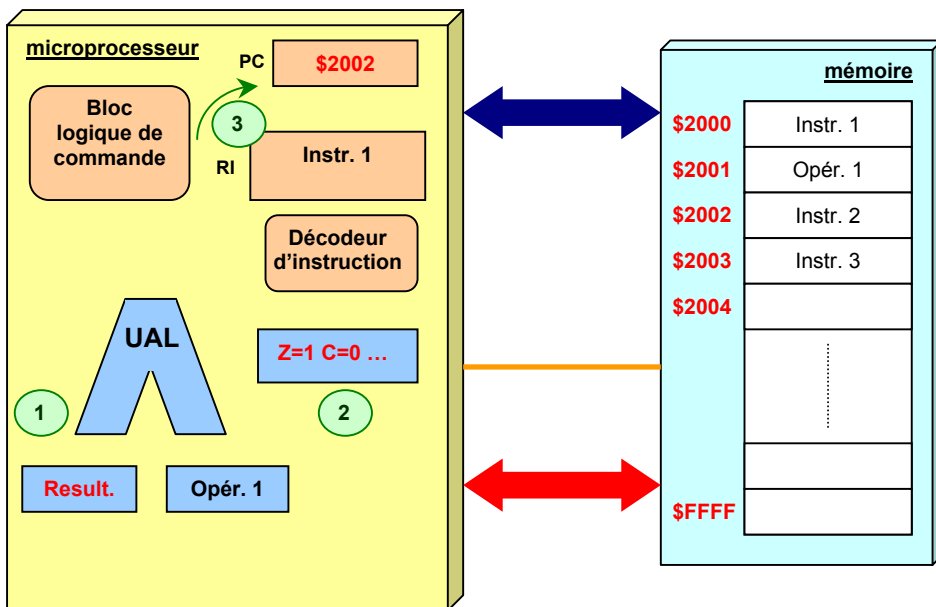 microprocesseur
PC
$2002
Bloc
logique de
commande
3
RI
Instr. 1
Décodeur
d'instruction
UAL
Z=1 C=0 …
1
2
Result.
Opér. 1
mémoire
$2000
Instr. 1
$2001
Opér. 1
$2002
Instr. 2
$2003
Instr. 3
$2004
$FFFF